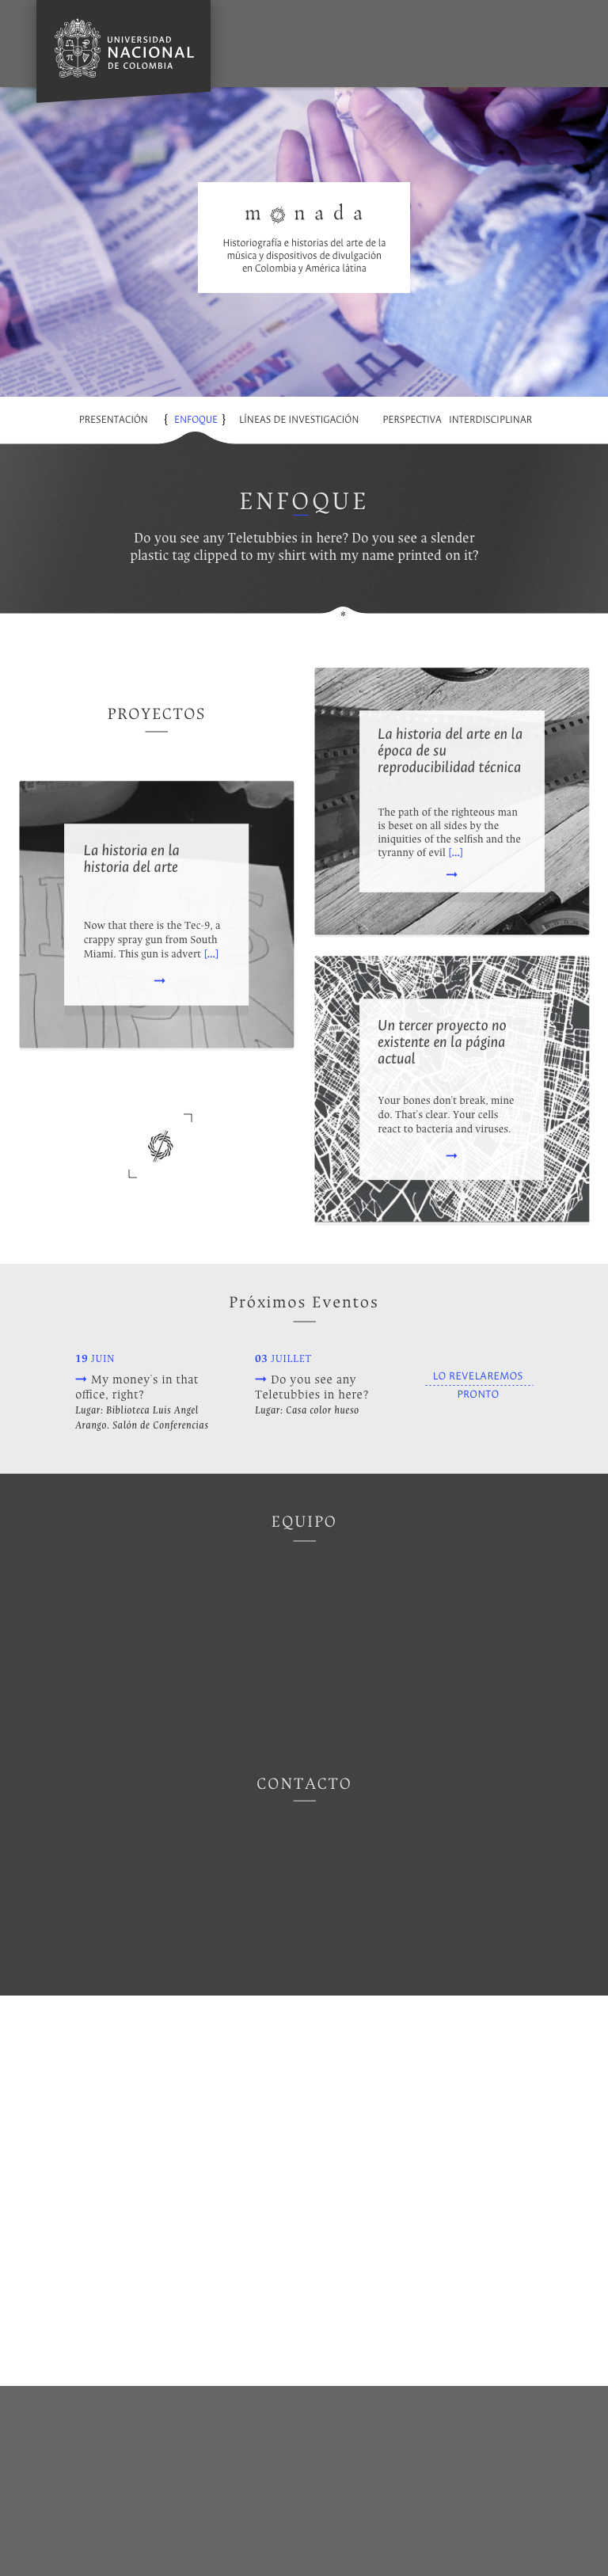 UNIVERSIDAD
NACIONAL
DE COLOMBIA
m nada
Historiografía e historias del arte de la
música y dispositivos de divulgación
en Colombia y América látina
PRESENTACIÓN { ENFOQUE } LÍNEAS DE INVESTIGACIÓN PERSPECTIVA INTERDISCIPLINAR
ENFOQUE
Do you see any Teletubbies in here? Do you see a slender
plastic tag clipped to my shirt with my name printed on it?
*
PROYECTOS
La historia en la
historia del arte
Now that there is the Tec-9, a
crappy spray gun from South
Miami. This gun is advert [...]
→
La historia del arte en la
época de su
reproducibilidad técnica
The path of the righteous man
is beset on all sides by the
iniquities of the selfish and the
tyranny of evil [...]
→
Un tercer proyecto no
existente en la página
actual
Your bones don't break, mine
do. That's clear. Your cells
react to bacteria and viruses.
→
Próximos Eventos
19 JUIN
→ My money's in that
office, right?
Lugar: Biblioteca Luis Angel
Arango. Salón de Conferencias
03 JUILLET
→ Do you see any
Teletubbies in here?
Lugar: Casa color hueso
LO REVELAREMOS
PRONTO
EQUIPO
CONTACTO